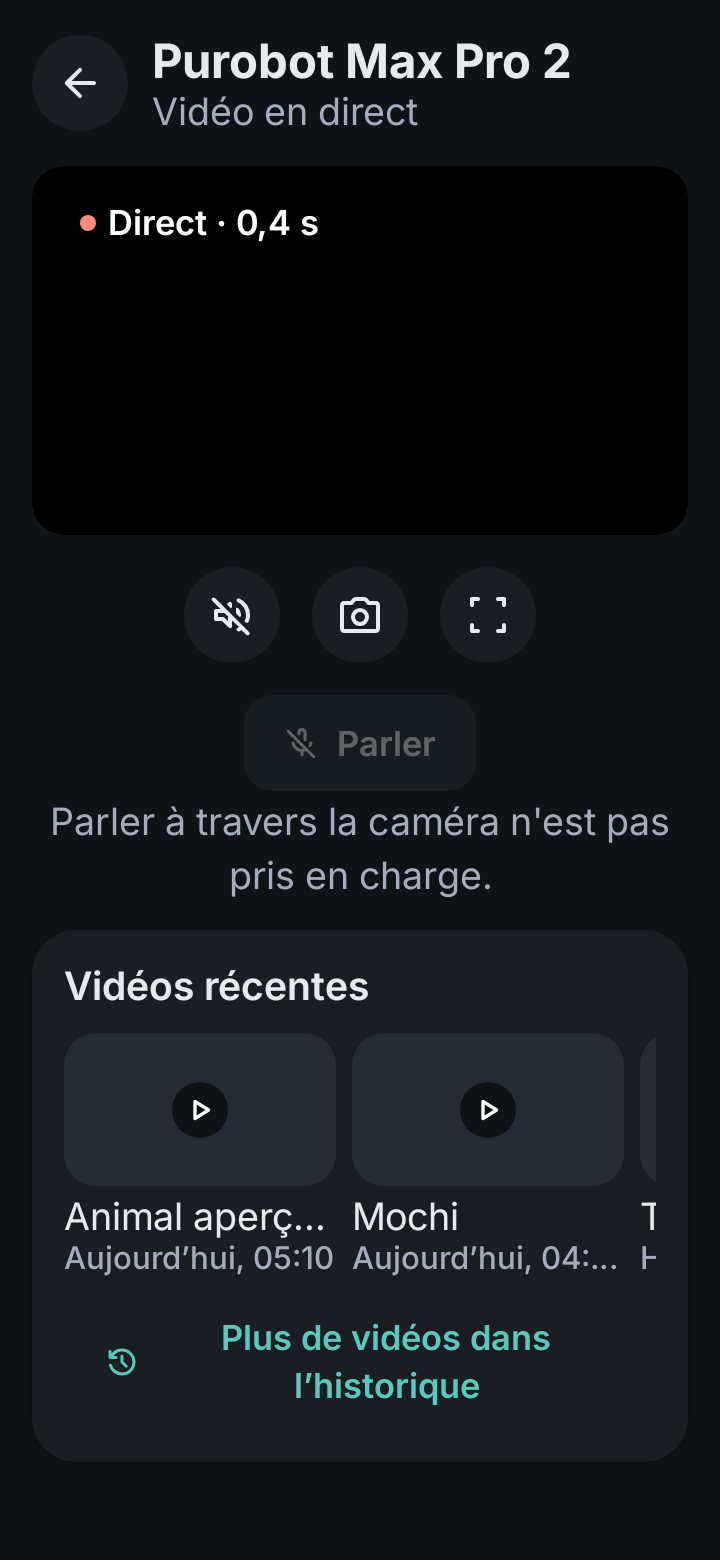 Purobot Max Pro 2
Vidéo en direct
Direct · 0,4 s
Parler
Parler à travers la caméra n'est pas
pris en charge.
Vidéos récentes
Animal aperç…
Mochi
T
Aujourd’hui, 05:10
Aujourd’hui, 04:…
H
Plus de vidéos dans
l’historique